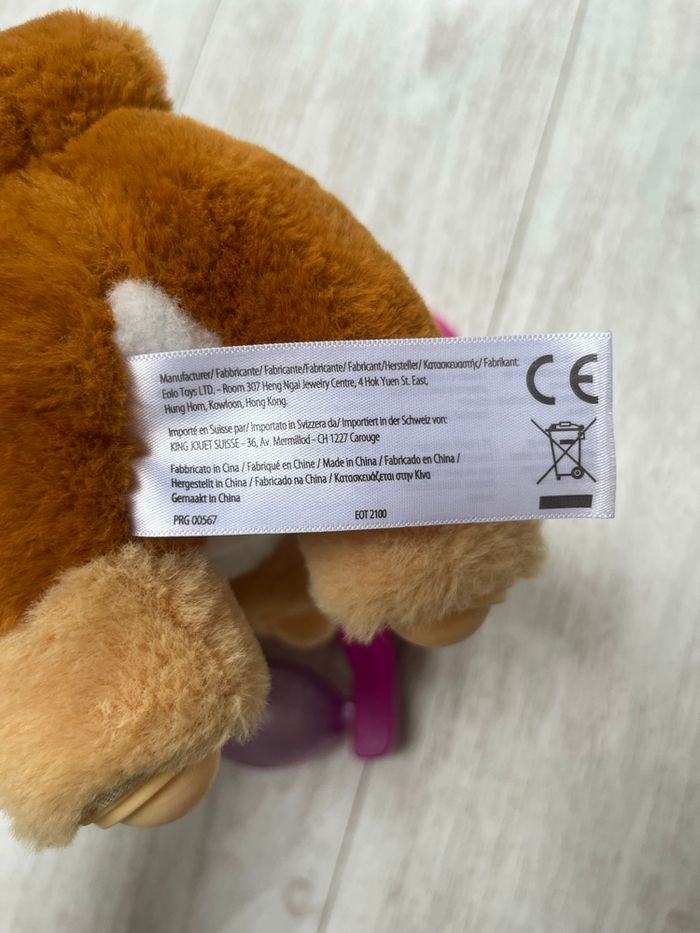 Manufacturer/ Fabbricante/ Fabricante/Fabricante/ Fabricant/Hersteller/ Κατασκευαστής/ Fabrikant:
Eolo Toys LTD. - Room 307 Heng Ngai Jewelry Centre, 4 Hok Yuen St. East,
Hung Hom, Kowloon, Hong Kong.
Importé en Suisse par/ Importato in Svizzera da/ Importiert in der Schweiz von:
KING JOUET SUISSE - 36, Av. Mermillod - CH 1227 Carouge
Fabbricato in Cina / Fabriqué en Chine / Made in China / Fabricado en China /
Hergestellt in China / Fabricado na China / Κατασκευάζεται στην Κίνα
Gemaakt in China
PRG 00567 EOT 2100
CE